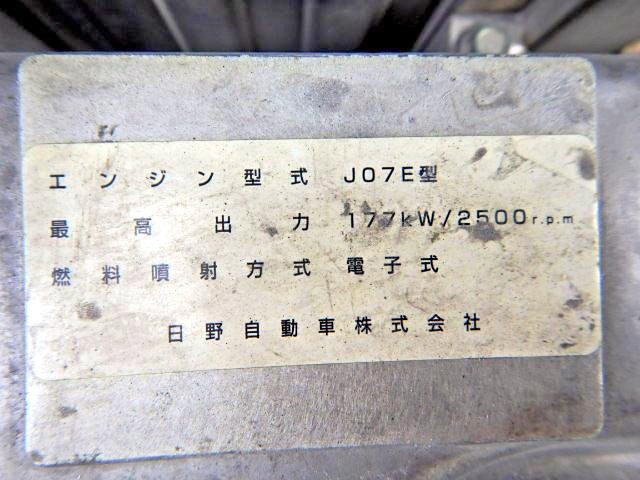 エンジン型式 J07E型
最高出力 177kW/2500r.p.m
燃料噴射方式 電子式
日野自動車株式会社